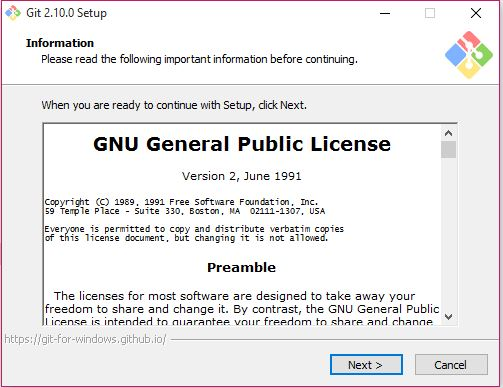 Git 2.10.0 Setup
Information
Please read the following important information before continuing.
When you are ready to continue with Setup, click Next.
GNU General Public License
Version 2, June 1991
Copyright (C) 1989, 1991 Free Software Foundation, Inc.
59 Temple Place - Suite 330, Boston, MA  02111-1307, USA
Everyone is permitted to copy and distribute verbatim copies
of this license document, but changing it is not allowed.
Preamble
The licenses for most software are designed to take away your
freedom to share and change it. By contrast, the GNU General Public
License is intended to guarantee your freedom to share and change
https://git-for-windows.github.io/
Next >
Cancel